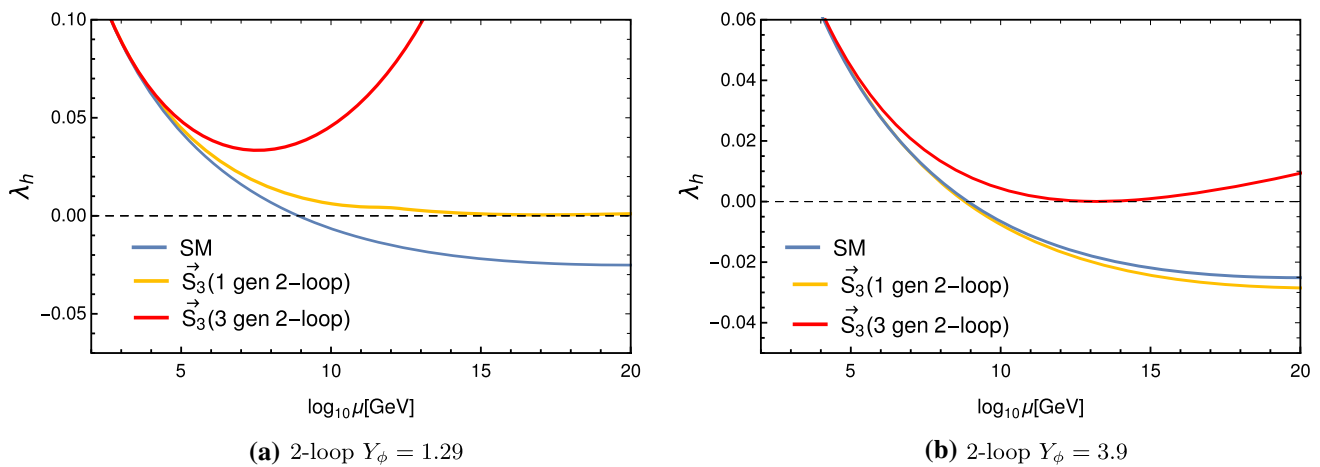 0.10
0.05
0.00
−0.05
λh
SM
S⃗3(1 gen 2−loop)
S⃗3(3 gen 2−loop)
5 10 15 20
log10μ[GeV]
(a) 2-loop Yϕ = 1.29
0.06
0.04
0.02
0.00
−0.02
−0.04
λh
SM
S⃗3(1 gen 2−loop)
S⃗3(3 gen 2−loop)
5 10 15 20
log10μ[GeV]
(b) 2-loop Yϕ = 3.9